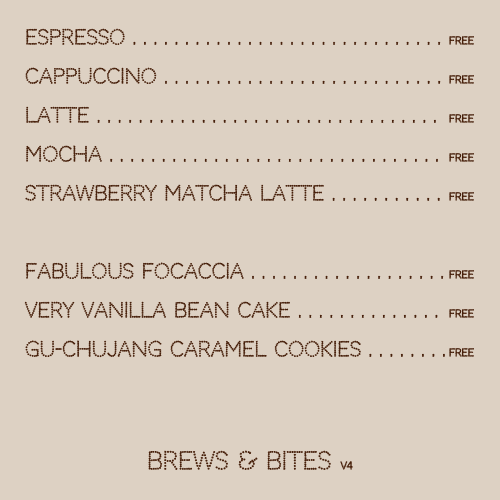 ESPRESSO .............................. FREE
CAPPUCCINO ........................... FREE
LATTE ................................. FREE
MOCHA ................................ FREE
STRAWBERRY MATCHA LATTE ........... FREE
FABULOUS FOCACCIA ................... FREE
VERY VANILLA BEAN CAKE .............. FREE
GU-CHUJANG CARAMEL COOKIES ........ FREE
BREWS & BITES V4